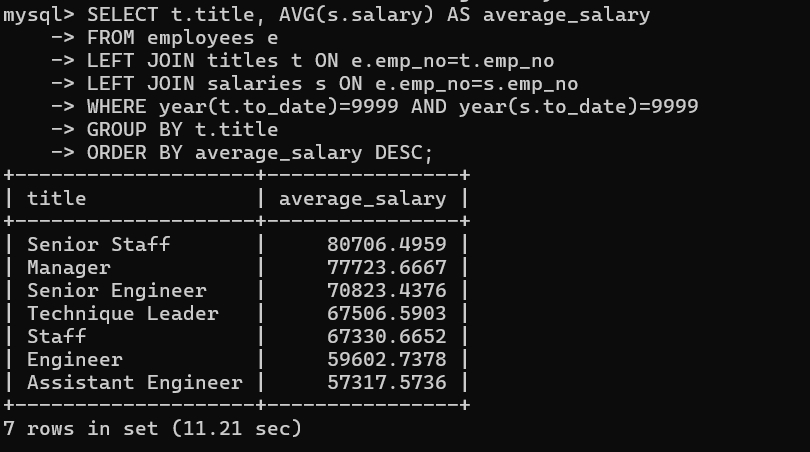 mysql> SELECT t.title, AVG(s.salary) AS average_salary
    -> FROM employees e
    -> LEFT JOIN titles t ON e.emp_no=t.emp_no
    -> LEFT JOIN salaries s ON e.emp_no=s.emp_no
    -> WHERE year(t.to_date)=9999 AND year(s.to_date)=9999
    -> GROUP BY t.title
    -> ORDER BY average_salary DESC;
+--------------------+----------------+
| title              | average_salary |
+--------------------+----------------+
| Senior Staff       |     80706.4959 |
| Manager            |     77723.6667 |
| Senior Engineer    |     70823.4376 |
| Technique Leader   |     67506.5903 |
| Staff              |     67330.6652 |
| Engineer           |     59602.7378 |
| Assistant Engineer |     57317.5736 |
+--------------------+----------------+
7 rows in set (11.21 sec)